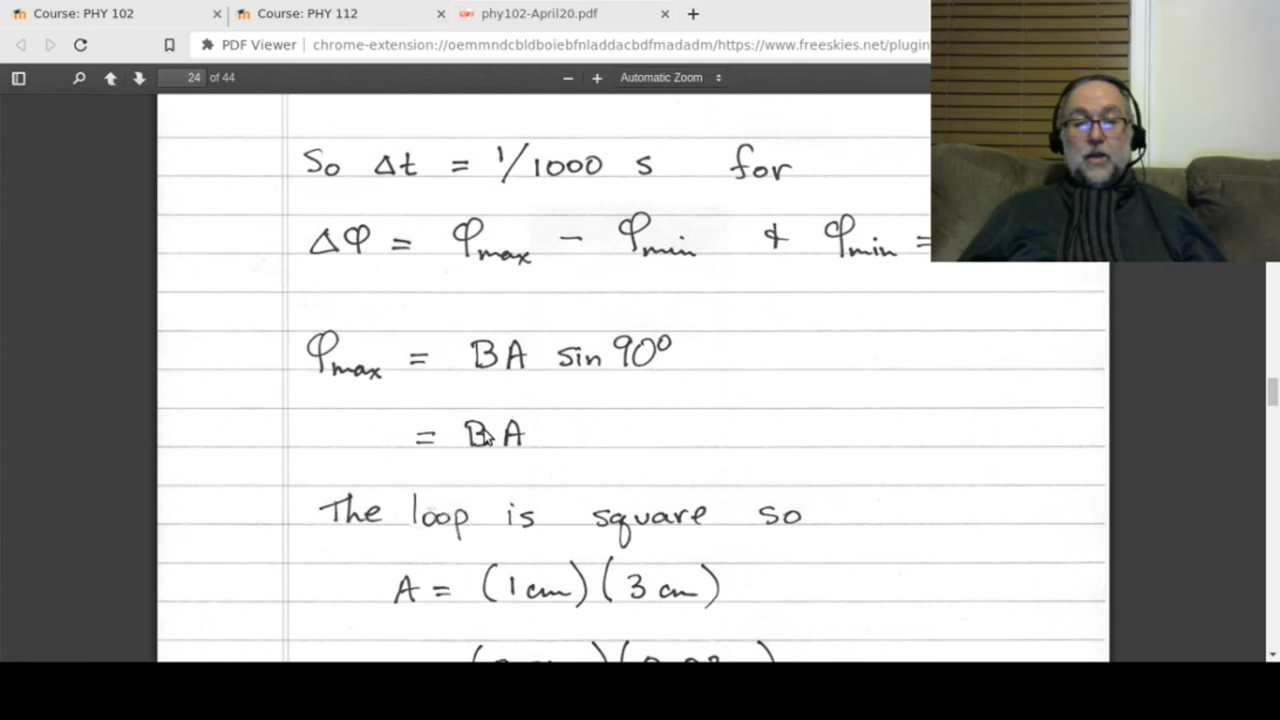 Course: PHY 102
Course: PHY 112
phy102-April20.pdf
PDF Viewer chrome-extension://oemmndcbldboiebfnladdacbdfmadadm/https://www.freeskies.net/plugin
24 of 44
Automatic Zoom
So Δt = 1/1000 s for
Δφ = φmax - φmin & φmin =
φmax = BA sin 90°
= BA
The loop is square so
A = (1 cm)(3 cm)